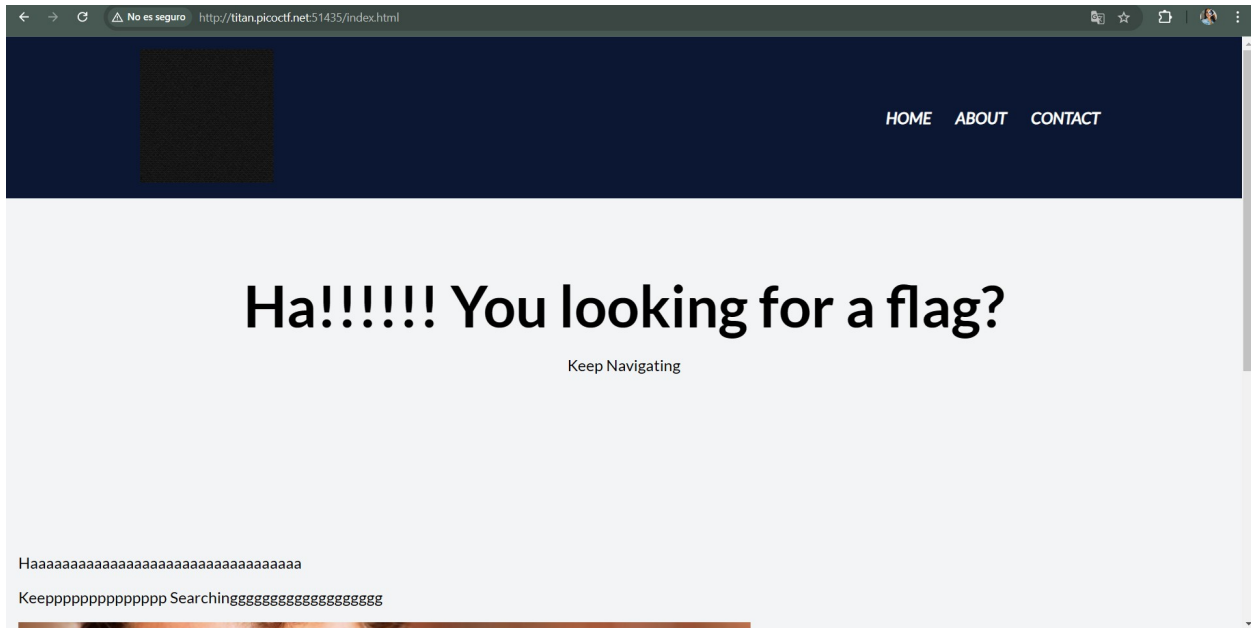 No es seguro http://titan.picoctf.net:51435/index.html
HOME ABOUT CONTACT
Ha!!!!!! You looking for a flag?
Keep Navigating
Haaaaaaaaaaaaaaaaaaaaaaaaaaaaaaaaaa
Keepppppppppppppp Searchinggggggggggggggggggg